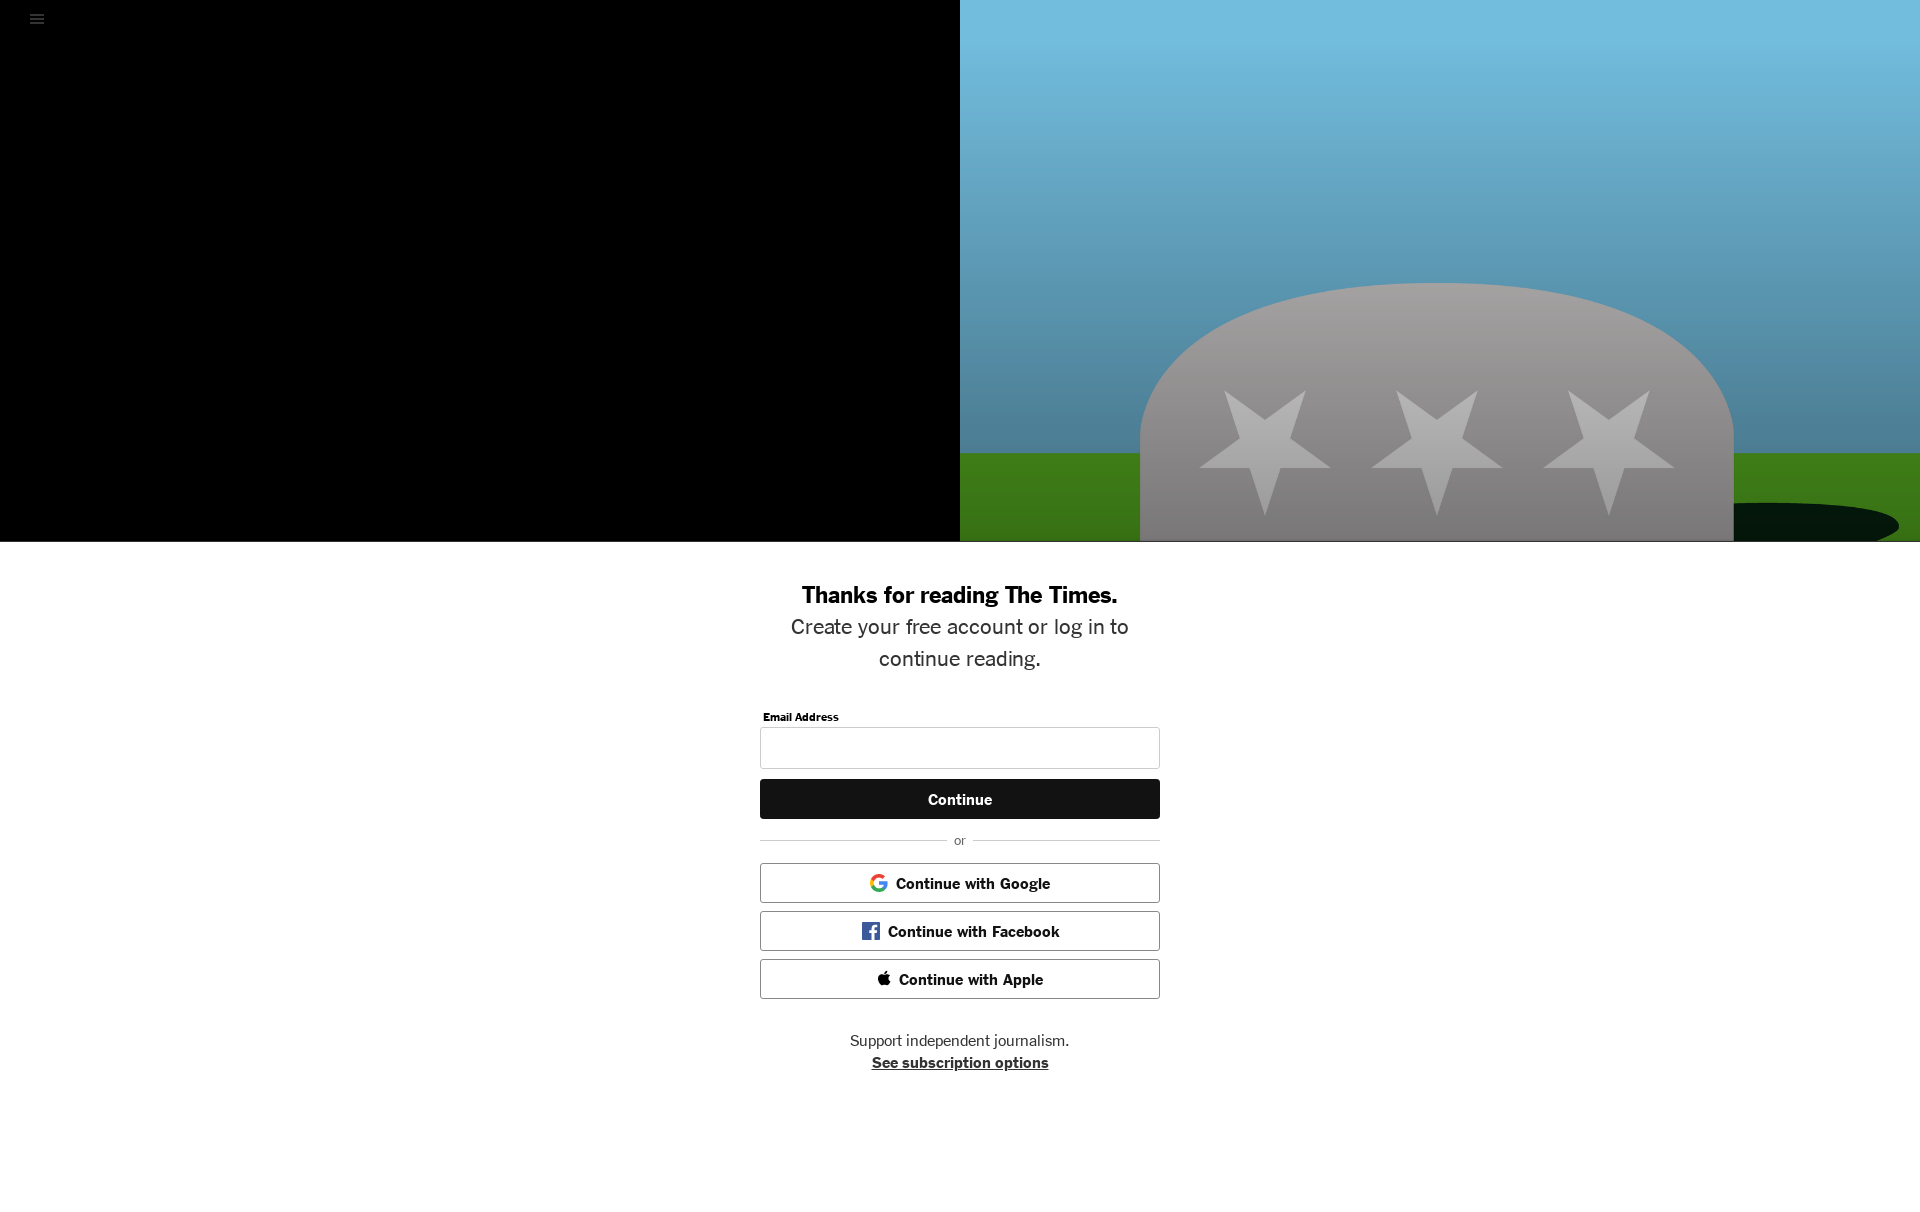 Thanks for reading The Times.
Create your free account or log in to
continue reading.
Email Address
Continue
or
Continue with Google
Continue with Facebook
Continue with Apple
Support independent journalism.
See subscription options